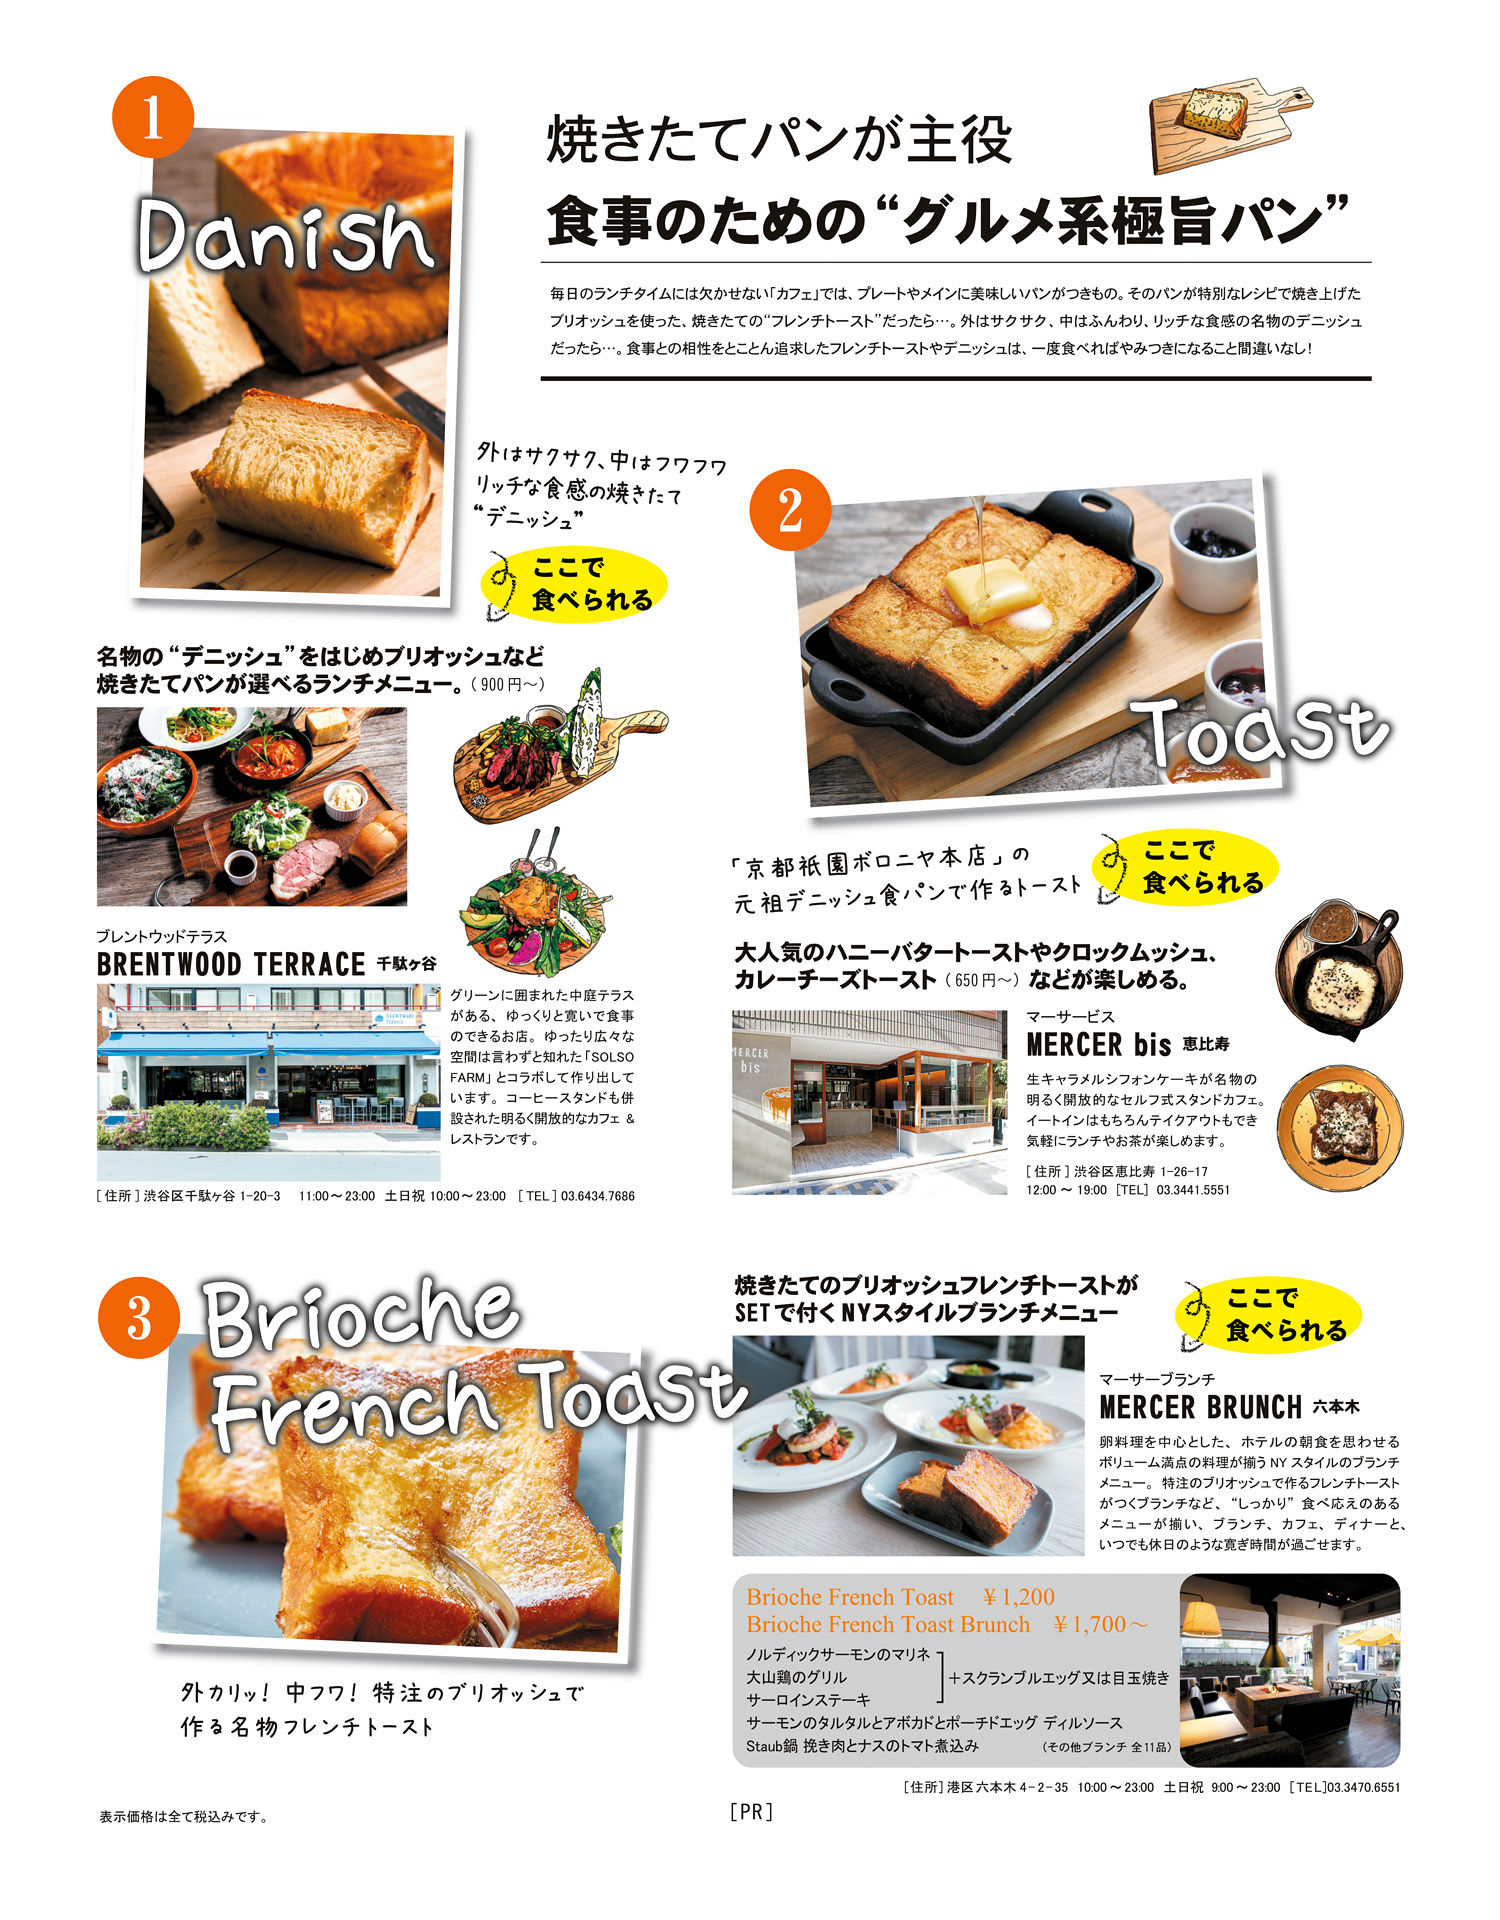 焼きたてパンが主役
食事のための“グルメ系極旨パン”
毎日のランチタイムには欠かせない「カフェ」では、プレートやメインに美味しいパンがつきもの。そのパンが特別なレシピで焼き上げた
ブリオッシュを使った、焼きたての“フレンチトースト”だったら…。外はサクサク、中はふんわり、リッチな食感の名物のデニッシュ
だったら…。食事との相性をとことん追求したフレンチトーストやデニッシュは、一度食べればやみつきになること間違いなし!
1
Danish
外はサクサク、中はフワフワ
リッチな食感の焼きたて
“デニッシュ”
ここで
食べられる
名物の“デニッシュ”をはじめブリオッシュなど
焼きたてパンが選べるランチメニュー。(900円～)
ブレントウッドテラス
BRENTWOOD TERRACE 千駄ヶ谷
BRENTWOOD
TERRACE
グリーンに囲まれた中庭テラス
がある、ゆっくりと寛いで食事
のできるお店。ゆったり広々な
空間は言わずと知れた「SOLSO
FARM」とコラボして作り出して
います。コーヒースタンドも併
設された明るく開放的なカフェ &
レストランです。
[住所] 渋谷区千駄ヶ谷 1-20-3 11:00～23:00 土日祝 10:00～23:00 [TEL] 03.6434.7686
2
Toast
「京都祇園ボロニヤ本店」の
元祖デニッシュ食パンで作るトースト
ここで
食べられる
大人気のハニーバタートーストやクロックムッシュ、
カレーチーズトースト(650円～)などが楽しめる。
MERCER
bis
マーサービス
MERCER bis 恵比寿
生キャラメルシフォンケーキが名物の
明るく開放的なセルフ式スタンドカフェ。
イートインはもちろんテイクアウトもでき
気軽にランチやお茶が楽しめます。
[住所] 渋谷区恵比寿 1-26-17
12:00 ～ 19:00 [TEL] 03.3441.5551
3
Brioche
French Toast
外カリッ! 中フワ! 特注のブリオッシュで
作る名物フレンチトースト
焼きたてのブリオッシュフレンチトーストが
SETで付くNYスタイルブランチメニュー
ここで
食べられる
マーサーブランチ
MERCER BRUNCH 六本木
卵料理を中心とした、ホテルの朝食を思わせる
ボリューム満点の料理が揃う NY スタイルのブランチ
メニュー。特注のブリオッシュで作るフレンチトースト
がつくブランチなど、“しっかり”食べ応えのある
メニューが揃い、ブランチ、カフェ、ディナーと、
いつでも休日のような寛ぎ時間が過ごせます。
Brioche French Toast ¥1,200
Brioche French Toast Brunch ¥1,700～
ノルディックサーモンのマリネ
大山鶏のグリル
サーロインステーキ
+スクランブルエッグ又は目玉焼き
サーモンのタルタルとアボカドとポーチドエッグ ディルソース
Staub鍋 挽き肉とナスのトマト煮込み (その他ブランチ 全11品)
[住所] 港区六本木 4-2-35 10:00～23:00 土日祝 9:00～23:00 [TEL]03.3470.6551
表示価格は全て税込みです。
[PR]